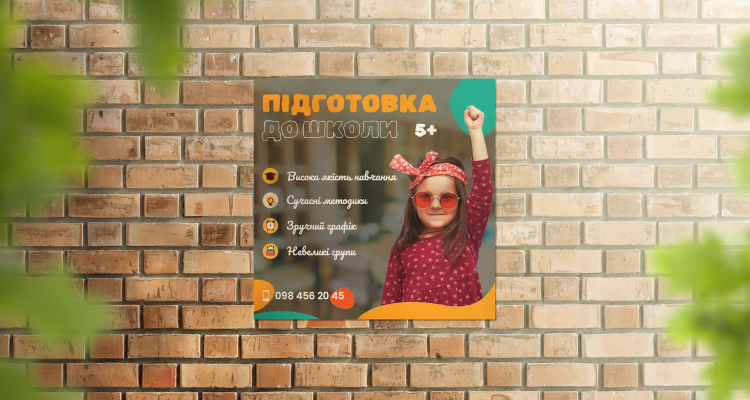 ПІДГОТОВКА
ДО ШКОЛИ 5+
Висока якість навчання
Сучасні методики
Зручний графік
Невеликі групи
098 456 20 45